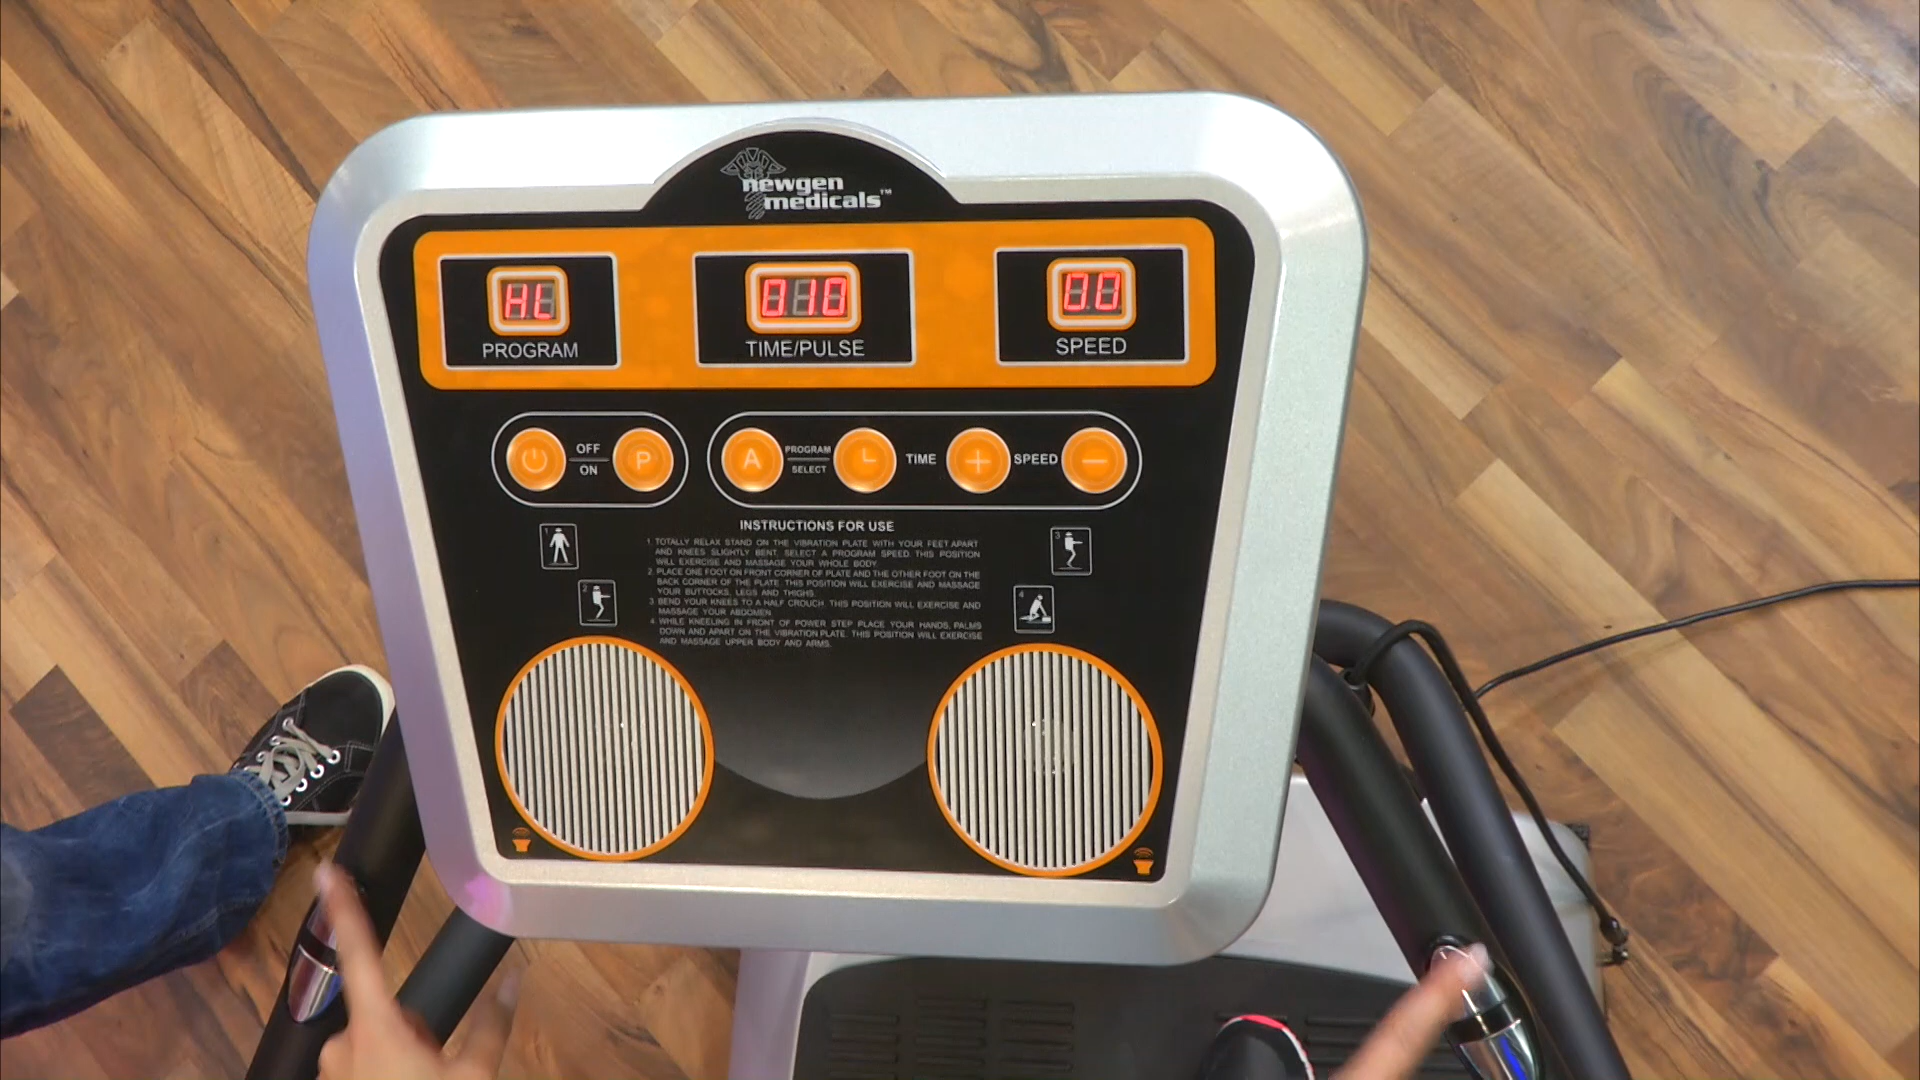 newgen
medicals™
HL
010
00
PROGRAM
TIME/PULSE
SPEED
OFF
ON
P
A
PROGRAM
SELECT
TIME
+
SPEED
−
INSTRUCTIONS FOR USE
1. TOTALLY RELAX STAND ON THE VIBRATION PLATE WITH YOUR FEET APART
AND KNEES SLIGHTLY BENT. SELECT A PROGRAM SPEED. THIS POSITION
WILL EXERCISE AND MASSAGE YOUR WHOLE BODY.
2. PLACE ONE FOOT ON FRONT CORNER OF PLATE AND THE OTHER FOOT ON THE
BACK CORNER OF THE PLATE. THIS POSITION WILL EXERCISE AND MASSAGE
YOUR BUTTOCKS, LEGS AND THIGHS.
3. BEND YOUR KNEES TO A HALF CROUCH. THIS POSITION WILL EXERCISE AND
MASSAGE YOUR ABDOMEN.
4. WHILE KNEELING IN FRONT OF POWER STEP PLACE YOUR HANDS, PALMS
DOWN AND APART ON THE VIBRATION PLATE. THIS POSITION WILL EXERCISE
AND MASSAGE UPPER BODY AND ARMS.
1
2
3
4